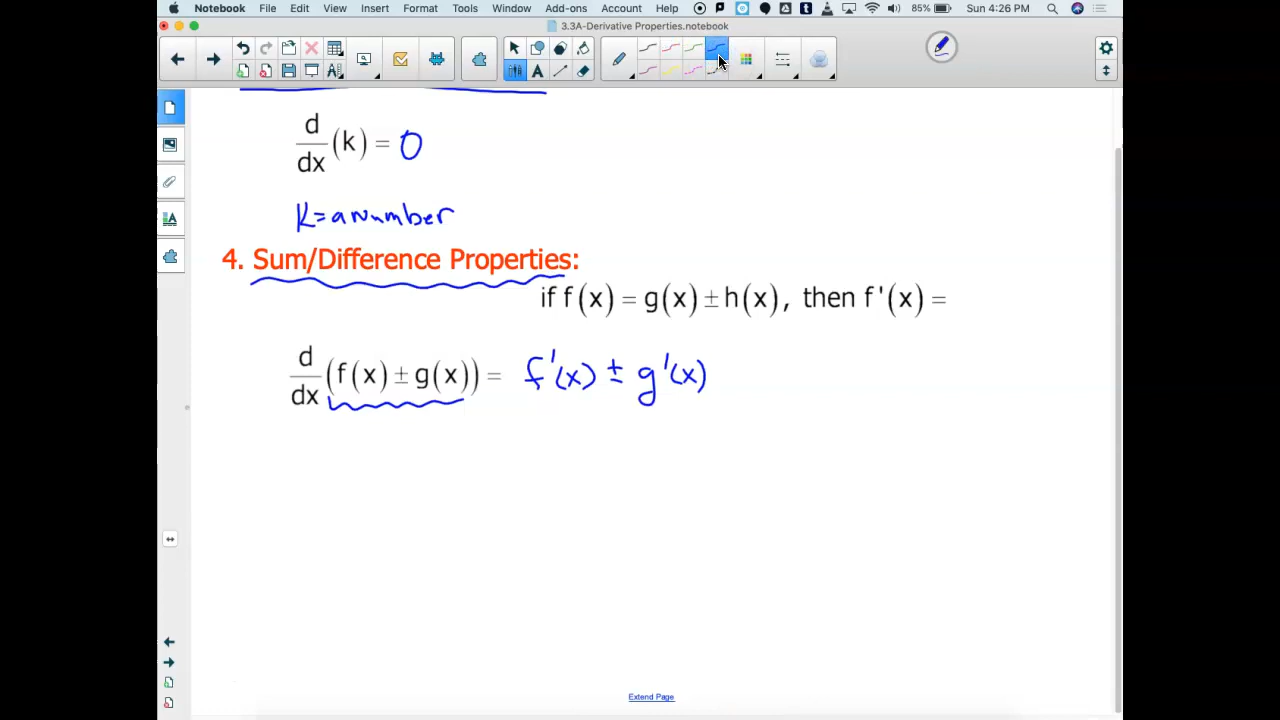 Notebook File Edit View Insert Format Tools Window Add-ons Account Help 85% Sun 4:26 PM
3.3A-Derivative Properties.notebook
d/dx (k) = 0
k = a number
4. Sum/Difference Properties:
if f(x) = g(x) ± h(x), then f'(x) =
d/dx (f(x) ± g(x)) = f'(x) ± g'(x)
Extend Page